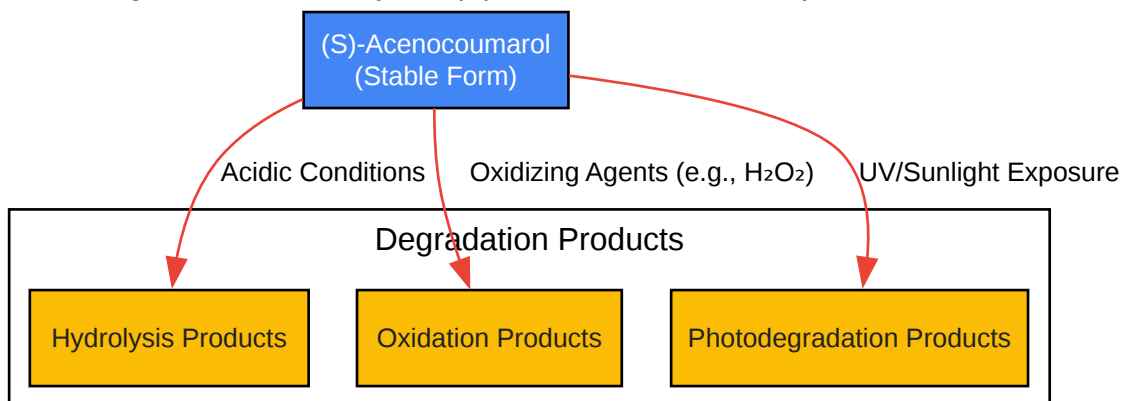 (S)-Acenocoumarol
(Stable Form)
Acidic Conditions
Oxidizing Agents (e.g., H₂O₂)
UV/Sunlight Exposure
Degradation Products
Hydrolysis Products
Oxidation Products
Photodegradation Products